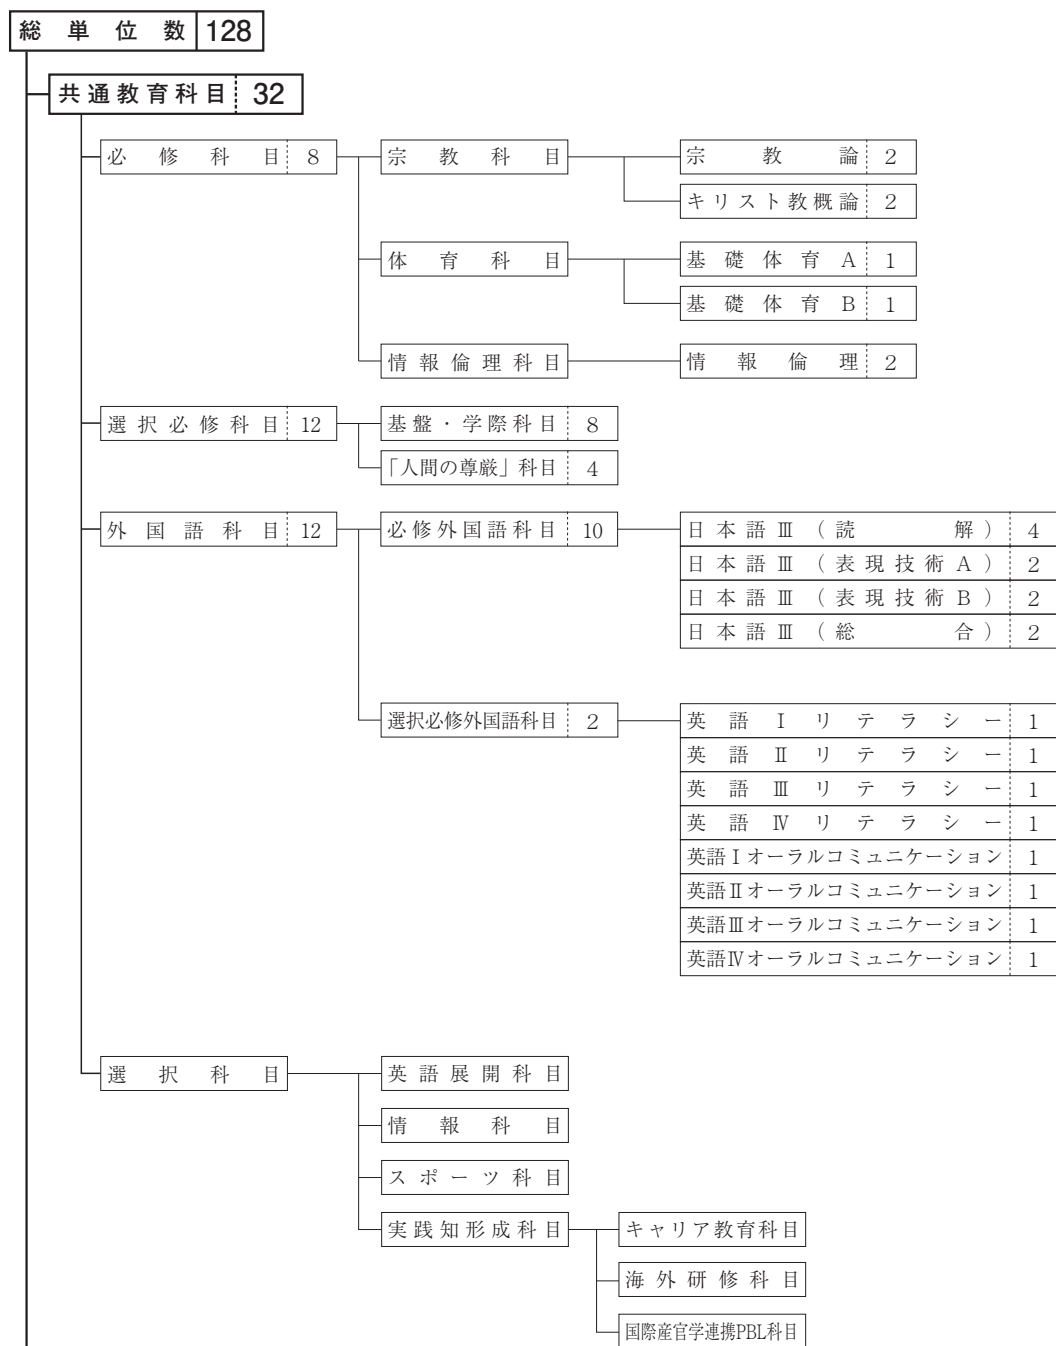 総単位数 128
共通教育科目 32
必修科目 8 宗教科目 宗教論 2
キリスト教概論 2
体育科目 基礎体育A 1
基礎体育B 1
情報倫理科目 情報倫理 2
選択必修科目 12 基盤・学際科目 8
「人間の尊厳」科目 4
外国語科目 12 必修外国語科目 10 日本語Ⅲ（読解） 4
日本語Ⅲ（表現技術A） 2
日本語Ⅲ（表現技術B） 2
日本語Ⅲ（総合） 2
選択必修外国語科目 2 英語Ⅰリテラシー 1
英語Ⅱリテラシー 1
英語Ⅲリテラシー 1
英語Ⅳリテラシー 1
英語Ⅰオーラルコミュニケーション 1
英語Ⅱオーラルコミュニケーション 1
英語Ⅲオーラルコミュニケーション 1
英語Ⅳオーラルコミュニケーション 1
選択科目 英語展開科目
情報科目
スポーツ科目
実践知形成科目 キャリア教育科目
海外研修科目
国際産官学連携PBL科目